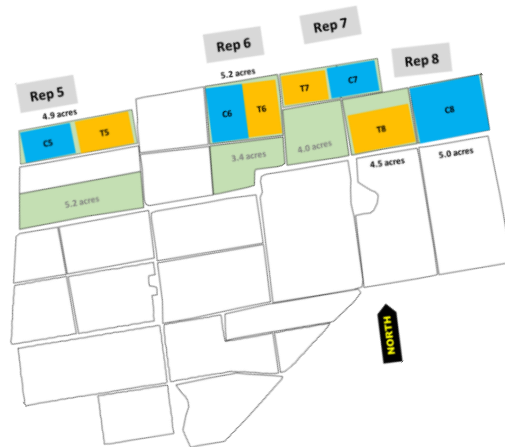 Rep 5
4.9 acres
C5
T5
5.2 acres
Rep 6
5.2 acres
C6
T6
3.4 acres
Rep 7
T7
C7
4.0 acres
Rep 8
T8
C8
4.5 acres
5.0 acres
NORTH